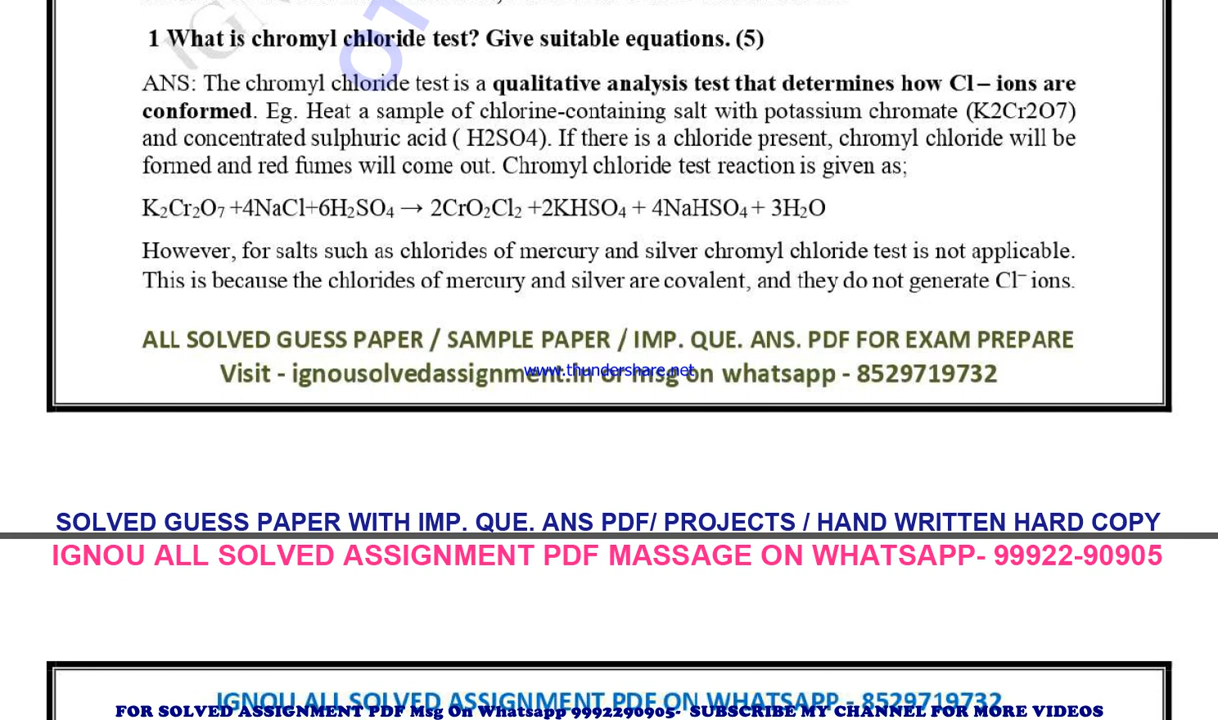 1 What is chromyl chloride test? Give suitable equations. (5)
ANS: The chromyl chloride test is a qualitative analysis test that determines how Cl– ions are
conformed. Eg. Heat a sample of chlorine-containing salt with potassium chromate (K2Cr2O7)
and concentrated sulphuric acid ( H2SO4). If there is a chloride present, chromyl chloride will be
formed and red fumes will come out. Chromyl chloride test reaction is given as;
K₂Cr₂O₇ +4NaCl+6H₂SO₄ → 2CrO₂Cl₂ +2KHSO₄ + 4NaHSO₄ + 3H₂O
However, for salts such as chlorides of mercury and silver chromyl chloride test is not applicable.
This is because the chlorides of mercury and silver are covalent, and they do not generate Cl⁻ ions.
ALL SOLVED GUESS PAPER / SAMPLE PAPER / IMP. QUE. ANS. PDF FOR EXAM PREPARE
Visit - ignousolvedassignment.in or msg on whatsapp - 8529719732
www.thundershare.net
SOLVED GUESS PAPER WITH IMP. QUE. ANS PDF/ PROJECTS / HAND WRITTEN HARD COPY
IGNOU ALL SOLVED ASSIGNMENT PDF MASSAGE ON WHATSAPP- 99922-90905
IGNOU ALL SOLVED ASSIGNMENT PDF ON WHATSAPP - 8529719732
FOR SOLVED ASSIGNMENT PDF Msg On Whatsapp 9992290905- SUBSCRIBE MY CHANNEL FOR MORE VIDEOS